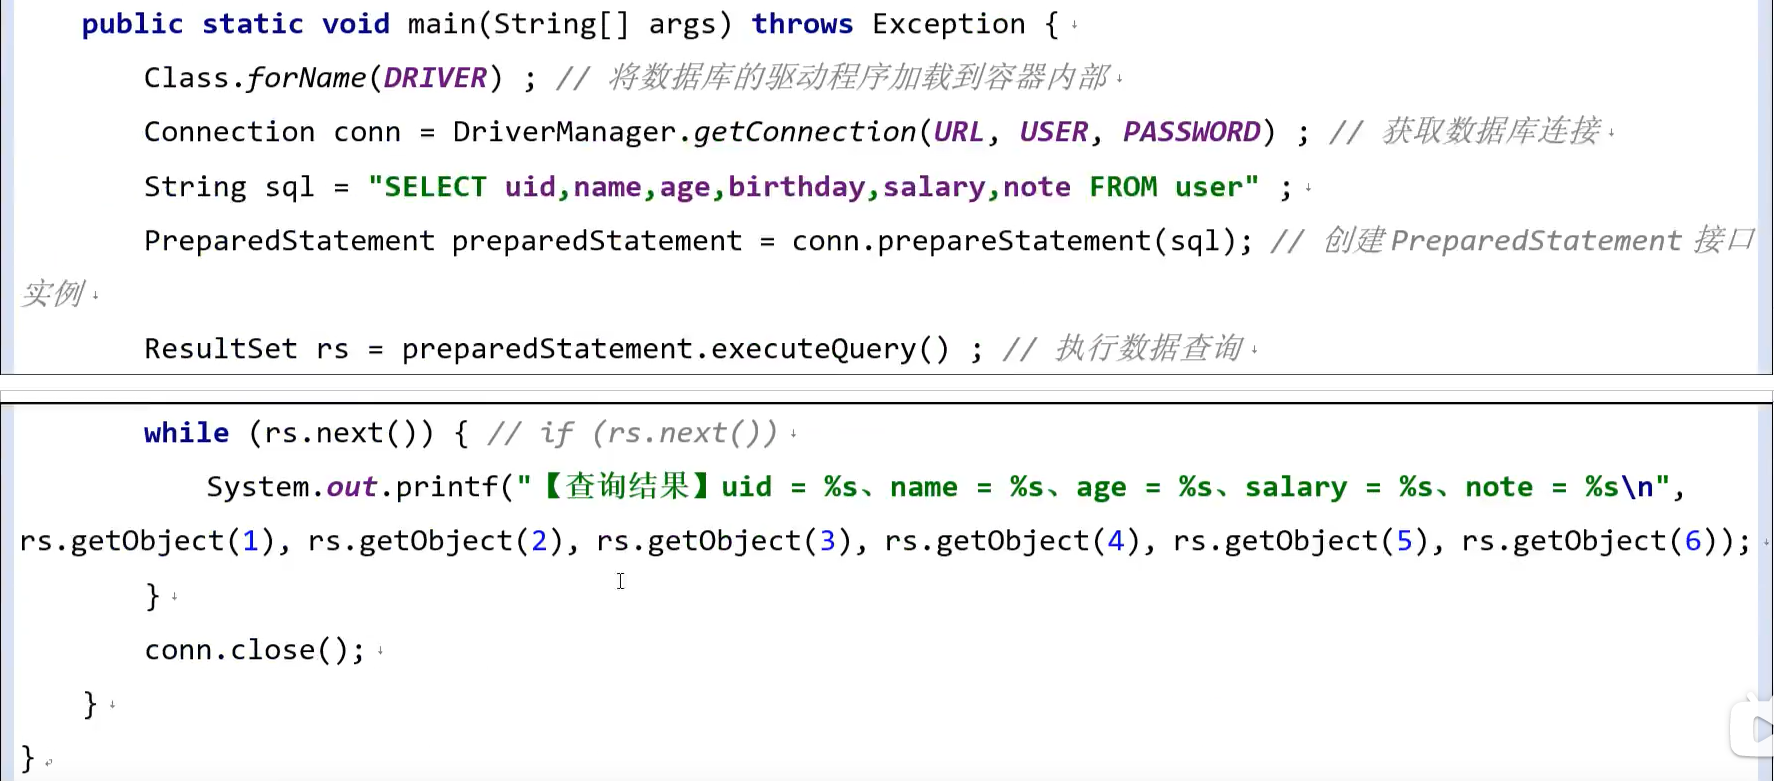 public static void main(String[] args) throws Exception {
Class.forName(DRIVER) ; // 将数据库的驱动程序加载到容器内部
Connection conn = DriverManager.getConnection(URL, USER, PASSWORD) ; // 获取数据库连接
String sql = "SELECT uid,name,age,birthday,salary,note FROM user" ;
PreparedStatement preparedStatement = conn.prepareStatement(sql); // 创建 PreparedStatement 接口
实例
ResultSet rs = preparedStatement.executeQuery() ; // 执行数据查询
while (rs.next()) { // if (rs.next())
System.out.printf("【查询结果】uid = %s、name = %s、age = %s、salary = %s、note = %s\n",
rs.getObject(1), rs.getObject(2), rs.getObject(3), rs.getObject(4), rs.getObject(5), rs.getObject(6));
}
conn.close();
}
}